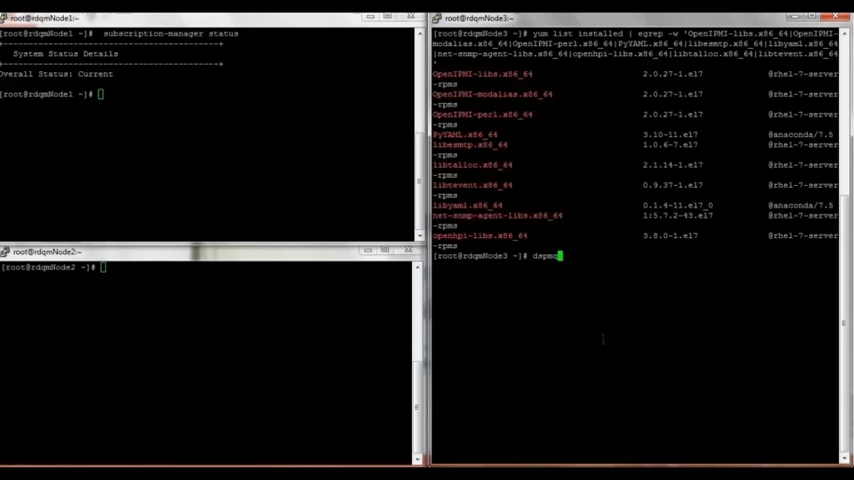 root@rdqmNode1:~
[root@rdqmNode1 ~]# subscription-manager status
+-------------------------------------------+
System Status Details
+-------------------------------------------+
Overall Status: Current
[root@rdqmNode1 ~]#
root@rdqmNode2:~
[root@rdqmNode2 ~]#
root@rdqmNode3:~
[root@rdqmNode3 ~]# yum list installed | egrep -w 'OpenIPMI-libs.x86_64|OpenIPMI-
modalias.x86_64|OpenIPMI-perl.x86_64|PyYAML.x86_64|libesmtp.x86_64|libyaml.x86_64
|net-snmp-agent-libs.x86_64|openhpi-libs.x86_64|libtalloc.x86_64|libtevent.x86_64
'
OpenIPMI-libs.x86_64 2.0.27-1.el7 @rhel-7-server
-rpms
OpenIPMI-modalias.x86_64 2.0.27-1.el7 @rhel-7-server
-rpms
OpenIPMI-perl.x86_64 2.0.27-1.el7 @rhel-7-server
-rpms
PyYAML.x86_64 3.10-11.el7 @anaconda/7.5
libesmtp.x86_64 1.0.6-7.el7 @rhel-7-server
-rpms
libtalloc.x86_64 2.1.14-1.el7 @rhel-7-server
-rpms
libtevent.x86_64 0.9.37-1.el7 @rhel-7-server
-rpms
libyaml.x86_64 0.1.4-11.el7_0 @anaconda/7.5
net-snmp-agent-libs.x86_64 1:5.7.2-43.el7 @rhel-7-server
-rpms
openhpi-libs.x86_64 3.8.0-1.el7 @rhel-7-server
-rpms
[root@rdqmNode3 ~]# dspmq